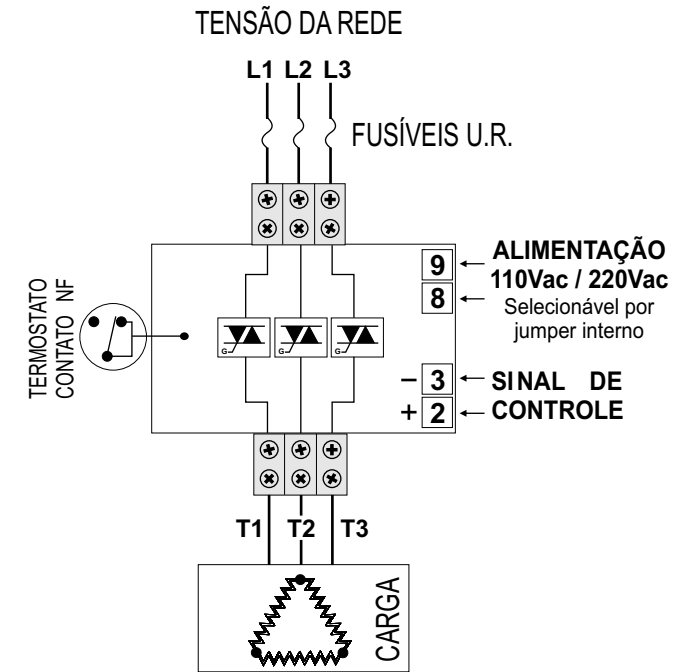 TENSÃO DA REDE
L1 L2 L3
FUSÍVEIS U.R.
TERMOSTATO
CONTATO NF
G
G
G
9
8
ALIMENTAÇÃO
110Vac / 220Vac
Selecionável por
jumper interno
– 3
+ 2
SINAL DE
CONTROLE
T1 T2 T3
CARGA